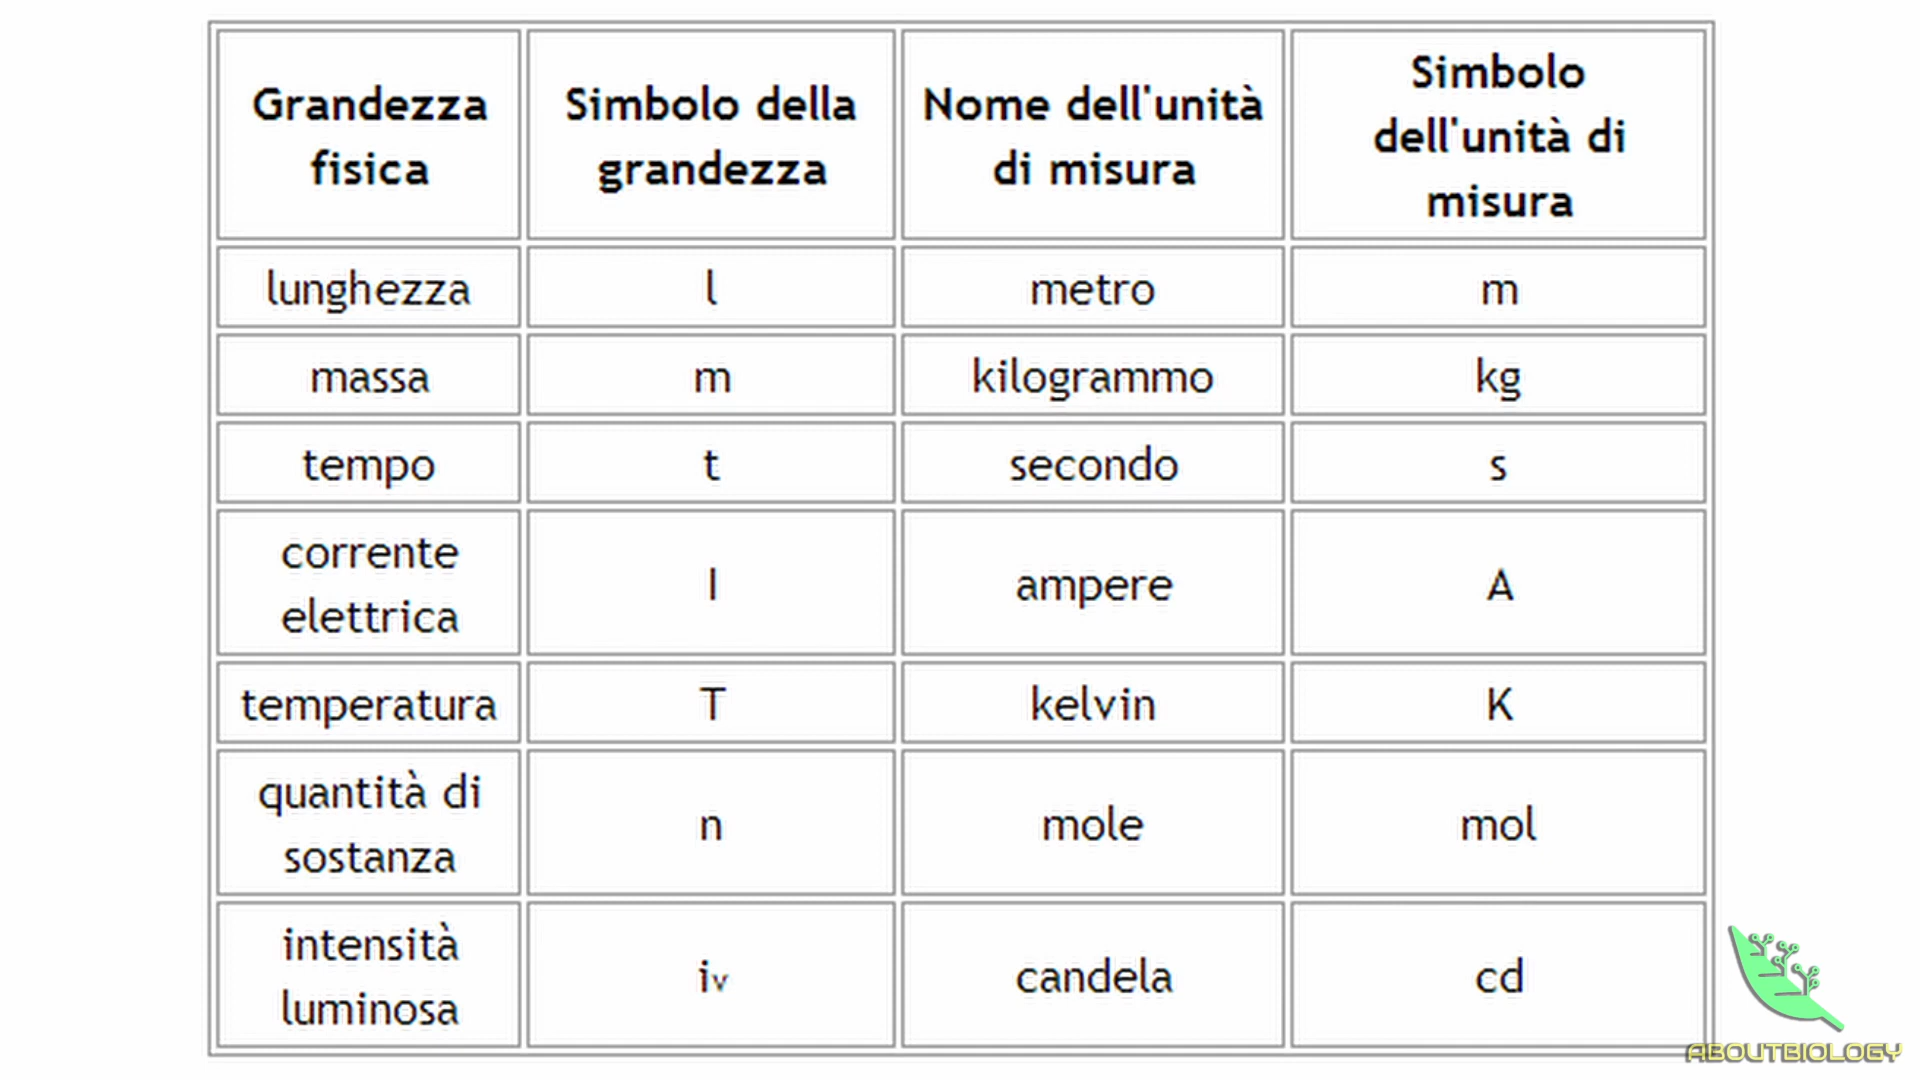 Grandezza fisica Simbolo della grandezza Nome dell'unità di misura Simbolo dell'unità di misura
lunghezza l metro m
massa m kilogrammo kg
tempo t secondo s
corrente elettrica I ampere A
temperatura T kelvin K
quantità di sostanza n mole mol
intensità luminosa iv candela cd
ABOUTBIOLOGY